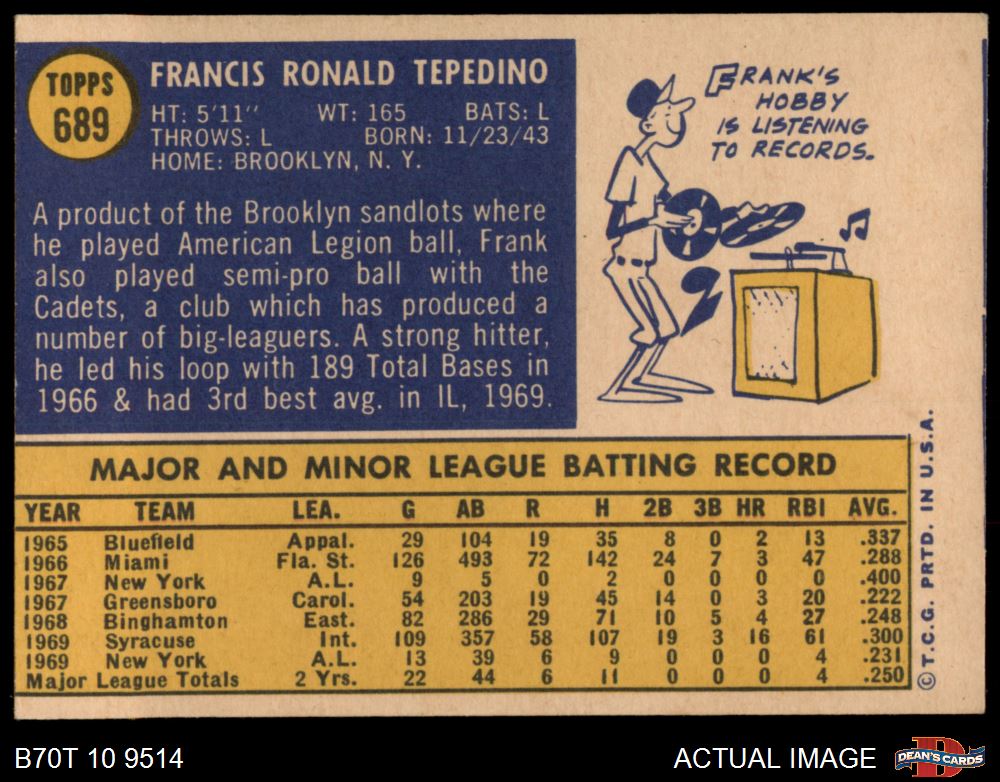 TOPPS
689
FRANCIS RONALD TEPEDINO
HT: 5'11" WT: 165 BATS: L
THROWS: L BORN: 11/23/43
HOME: BROOKLYN, N. Y.
A product of the Brooklyn sandlots where
he played American Legion ball, Frank
also played semi-pro ball with the
Cadets, a club which has produced a
number of big-leaguers. A strong hitter,
he led his loop with 189 Total Bases in
1966 & had 3rd best avg. in IL, 1969.
FRANK'S
HOBBY
IS LISTENING
TO RECORDS.
MAJOR AND MINOR LEAGUE BATTING RECORD
YEAR TEAM LEA. G AB R H 2B 3B HR RBI AVG.
1965 Bluefield Appal. 29 104 19 35 8 0 2 13 .337
1966 Miami Fla. St. 126 493 72 142 24 7 3 47 .288
1967 New York A.L. 9 5 0 2 0 0 0 0 .400
1967 Greensboro Carol. 54 203 19 45 14 0 3 20 .222
1968 Binghamton East. 82 286 29 71 10 5 4 27 .248
1969 Syracuse Int. 109 357 58 107 19 3 16 61 .300
1969 New York A.L. 13 39 6 9 0 0 0 4 .231
Major League Totals 2 Yrs. 22 44 6 11 0 0 0 4 .250
©T.C.G. PRTD. IN U.S.A.
B70T 10 9514
ACTUAL IMAGE
D
DEAN'S CARDS